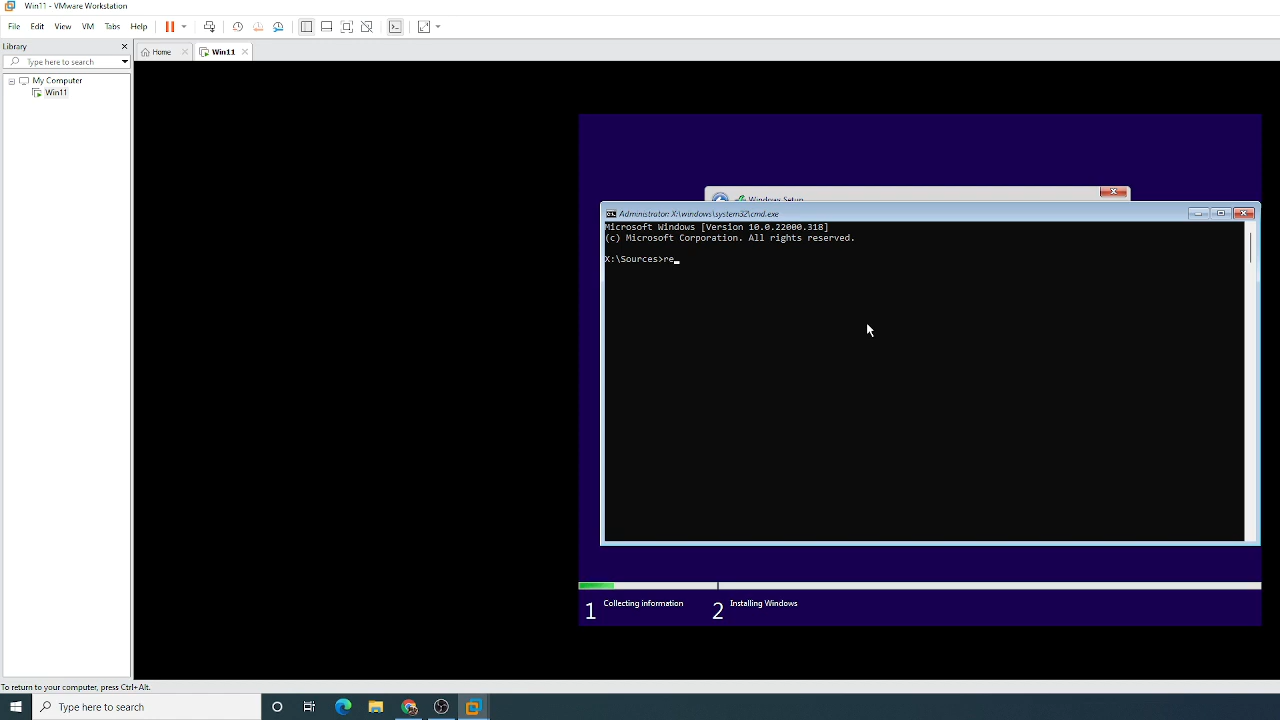 Win11 - VMware Workstation
File Edit View VM Tabs Help
Library
Home
Win11
Type here to search
My Computer
Win11
Windows Setup
Administrator: X:\windows\system32\cmd.exe
Microsoft Windows [Version 10.0.22000.318]
(c) Microsoft Corporation. All rights reserved.
X:\Sources>re_
1 Collecting information 2 Installing Windows
To return to your computer, press Ctrl+Alt.
Type here to search